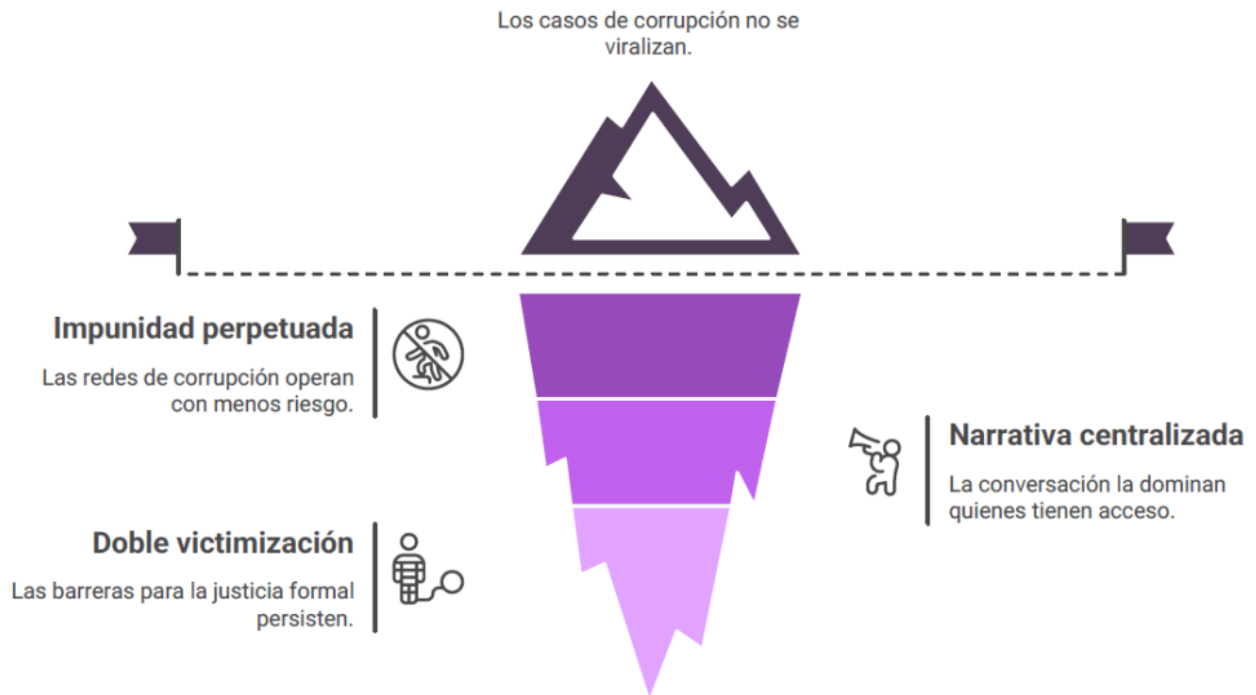 Los casos de corrupción no se
viralizan.
Impunidad perpetuada
Las redes de corrupción operan
con menos riesgo.
Narrativa centralizada
La conversación la dominan
quienes tienen acceso.
Doble victimización
Las barreras para la justicia formal
persisten.